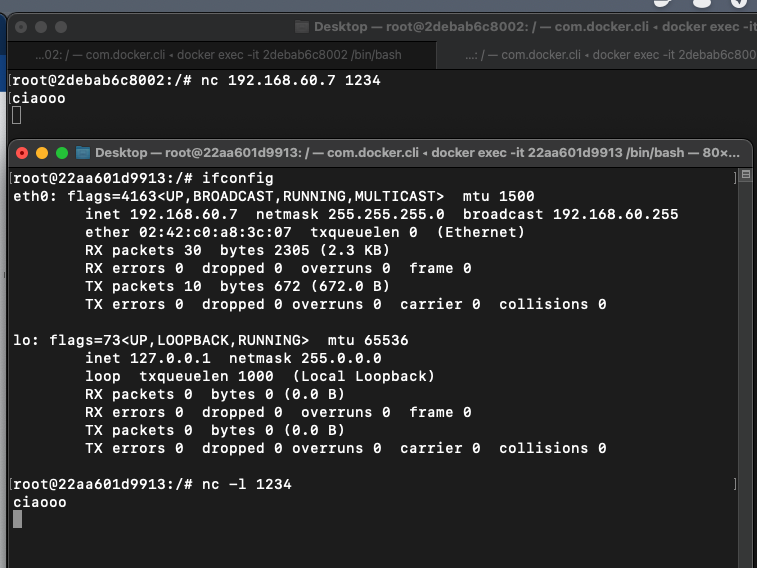 Desktop — root@2debab6c8002: / — com.docker.cli ◂ docker exec -it 2debab6c800
...02: / — com.docker.cli ◂ docker exec -it 2debab6c8002 /bin/bash
...: / — com.docker.cli ◂ docker exec -it 2debab6c800
[root@2debab6c8002:/# nc 192.168.60.7 1234
ciaooo
Desktop — root@22aa601d9913: / — com.docker.cli ◂ docker exec -it 22aa601d9913 /bin/bash — 80×...
[root@22aa601d9913:/# ifconfig ]
eth0: flags=4163<UP,BROADCAST,RUNNING,MULTICAST>  mtu 1500
        inet 192.168.60.7  netmask 255.255.255.0  broadcast 192.168.60.255
        ether 02:42:c0:a8:3c:07  txqueuelen 0  (Ethernet)
        RX packets 30  bytes 2305 (2.3 KB)
        RX errors 0  dropped 0  overruns 0  frame 0
        TX packets 10  bytes 672 (672.0 B)
        TX errors 0  dropped 0 overruns 0  carrier 0  collisions 0
lo: flags=73<UP,LOOPBACK,RUNNING>  mtu 65536
        inet 127.0.0.1  netmask 255.0.0.0
        loop  txqueuelen 1000  (Local Loopback)
        RX packets 0  bytes 0 (0.0 B)
        RX errors 0  dropped 0  overruns 0  frame 0
        TX packets 0  bytes 0 (0.0 B)
        TX errors 0  dropped 0 overruns 0  carrier 0  collisions 0
[root@22aa601d9913:/# nc -l 1234 ]
ciaooo